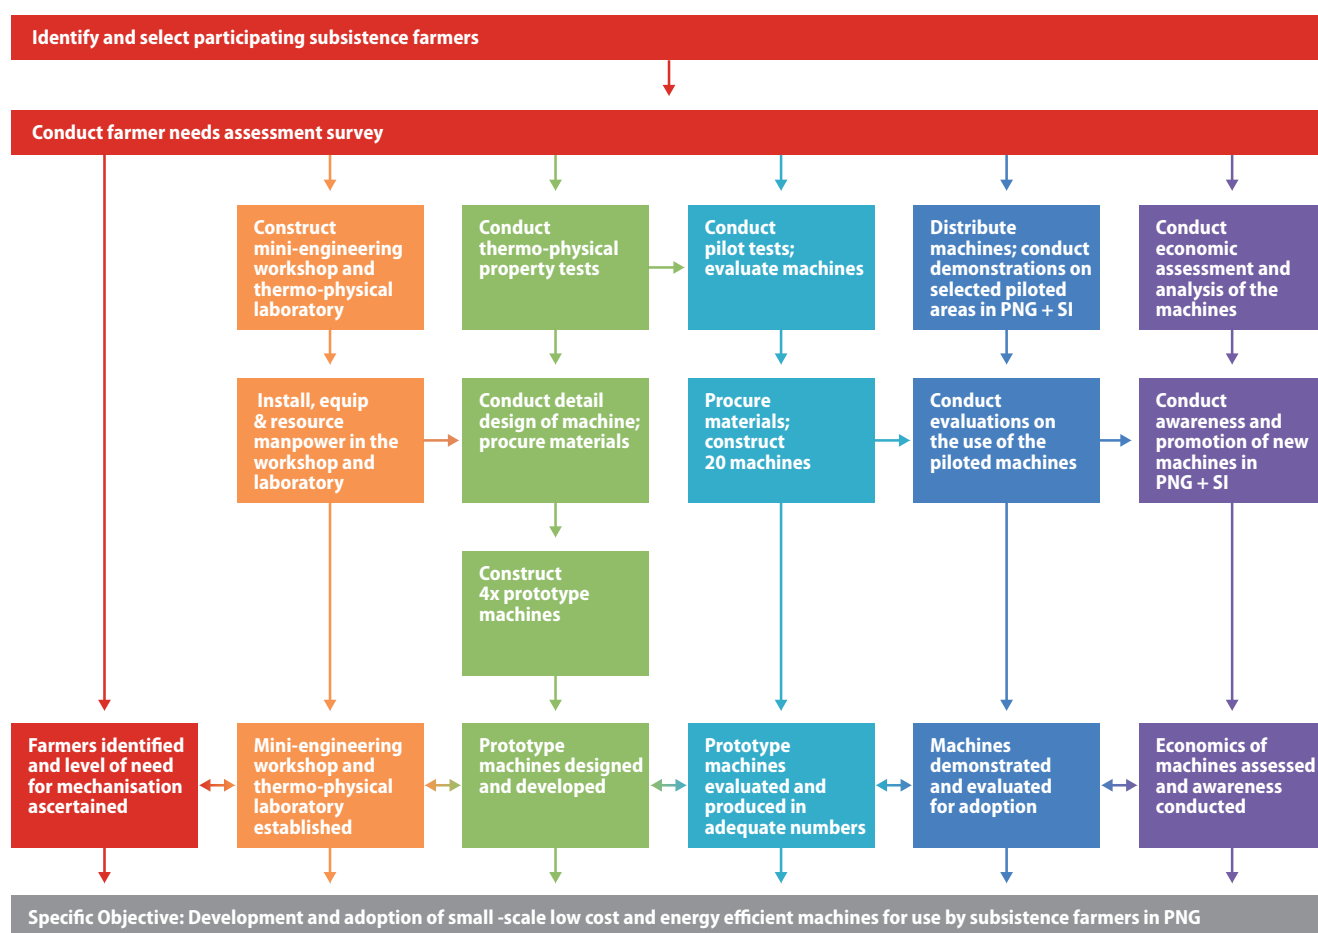 Identify and select participating subsistence farmers
Conduct farmer needs assessment survey
Construct
mini-engineering
workshop and
thermo-physical
laboratory
Conduct
thermo-physical
property tests
Conduct
pilot tests;
evaluate machines
Distribute
machines; conduct
demonstrations on
selected piloted
areas in PNG + SI
Conduct
economic
assessment and
analysis of the
machines
Install, equip
& resource
manpower in the
workshop and
laboratory
Conduct detail
design of machine;
procure materials
Procure
materials;
construct
20 machines
Conduct
evaluations on
the use of the
piloted machines
Conduct
awareness and
promotion of new
machines in
PNG + SI
Construct
4x prototype
machines
Farmers identified
and level of need
for mechanisation
ascertained
Mini-engineering
workshop and
thermo-physical
laboratory
established
Prototype
machines designed
and developed
Prototype
machines
evaluated and
produced in
adequate numbers
Machines
demonstrated
and evaluated
for adoption
Economics of
machines assessed
and awareness
conducted
Specific Objective: Development and adoption of small -scale low cost and energy efficient machines for use by subsistence farmers in PNG